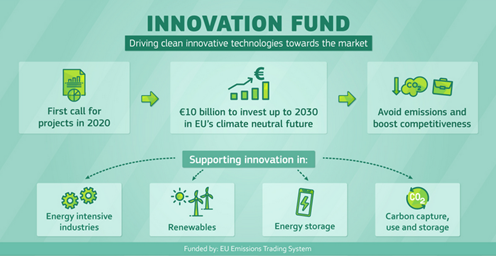 INNOVATION FUND
Driving clean innovative technologies towards the market
First call for
projects in 2020
€
€10 billion to invest up to 2030
in EU's climate neutral future
CO₂
Avoid emissions and
boost competitiveness
Supporting innovation in:
Energy intensive
industries
Renewables
Energy storage
CO₂
Carbon capture,
use and storage
Funded by: EU Emissions Trading System